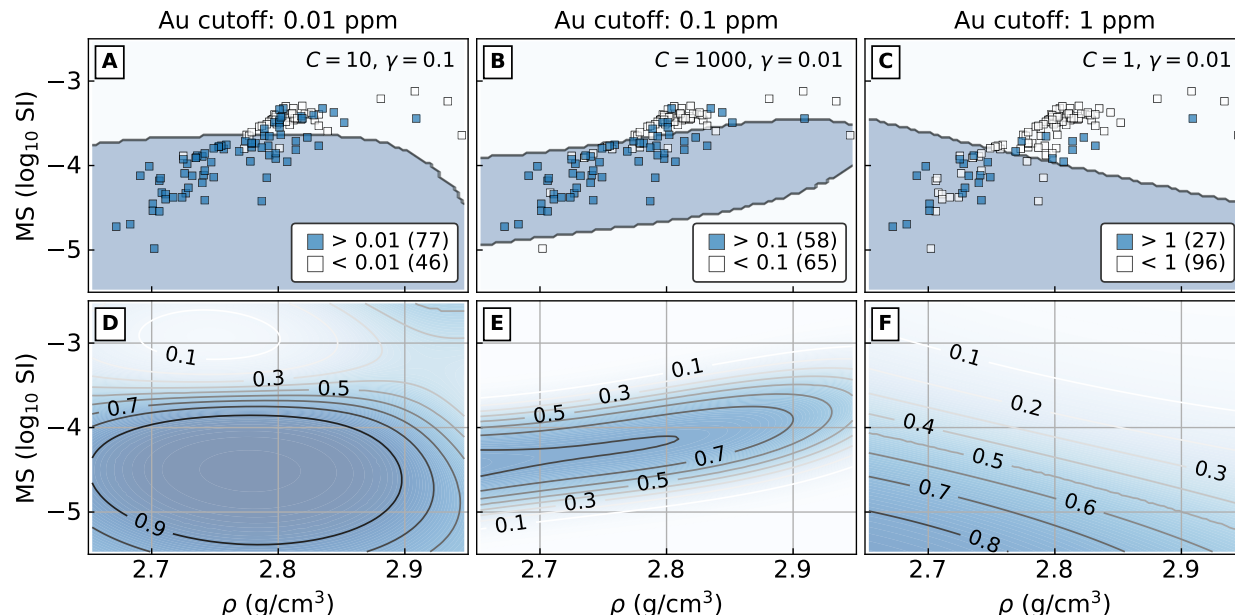 Au cutoff: 0.01 ppm
Au cutoff: 0.1 ppm
Au cutoff: 1 ppm
A
C = 10, γ = 0.1
B
C = 1000, γ = 0.01
C
C = 1, γ = 0.01
MS (log₁₀ SI)
−3
−4
−5
> 0.01 (77)
< 0.01 (46)
> 0.1 (58)
< 0.1 (65)
> 1 (27)
< 1 (96)
D
0.1
0.3
0.5
0.7
0.9
E
0.1
0.3
0.5
0.7
0.5
0.3
0.1
F
0.1
0.2
0.4
0.3
0.5
0.6
0.7
0.8
MS (log₁₀ SI)
−3
−4
−5
2.7 2.8 2.9
2.7 2.8 2.9
2.7 2.8 2.9
ρ (g/cm³)
ρ (g/cm³)
ρ (g/cm³)